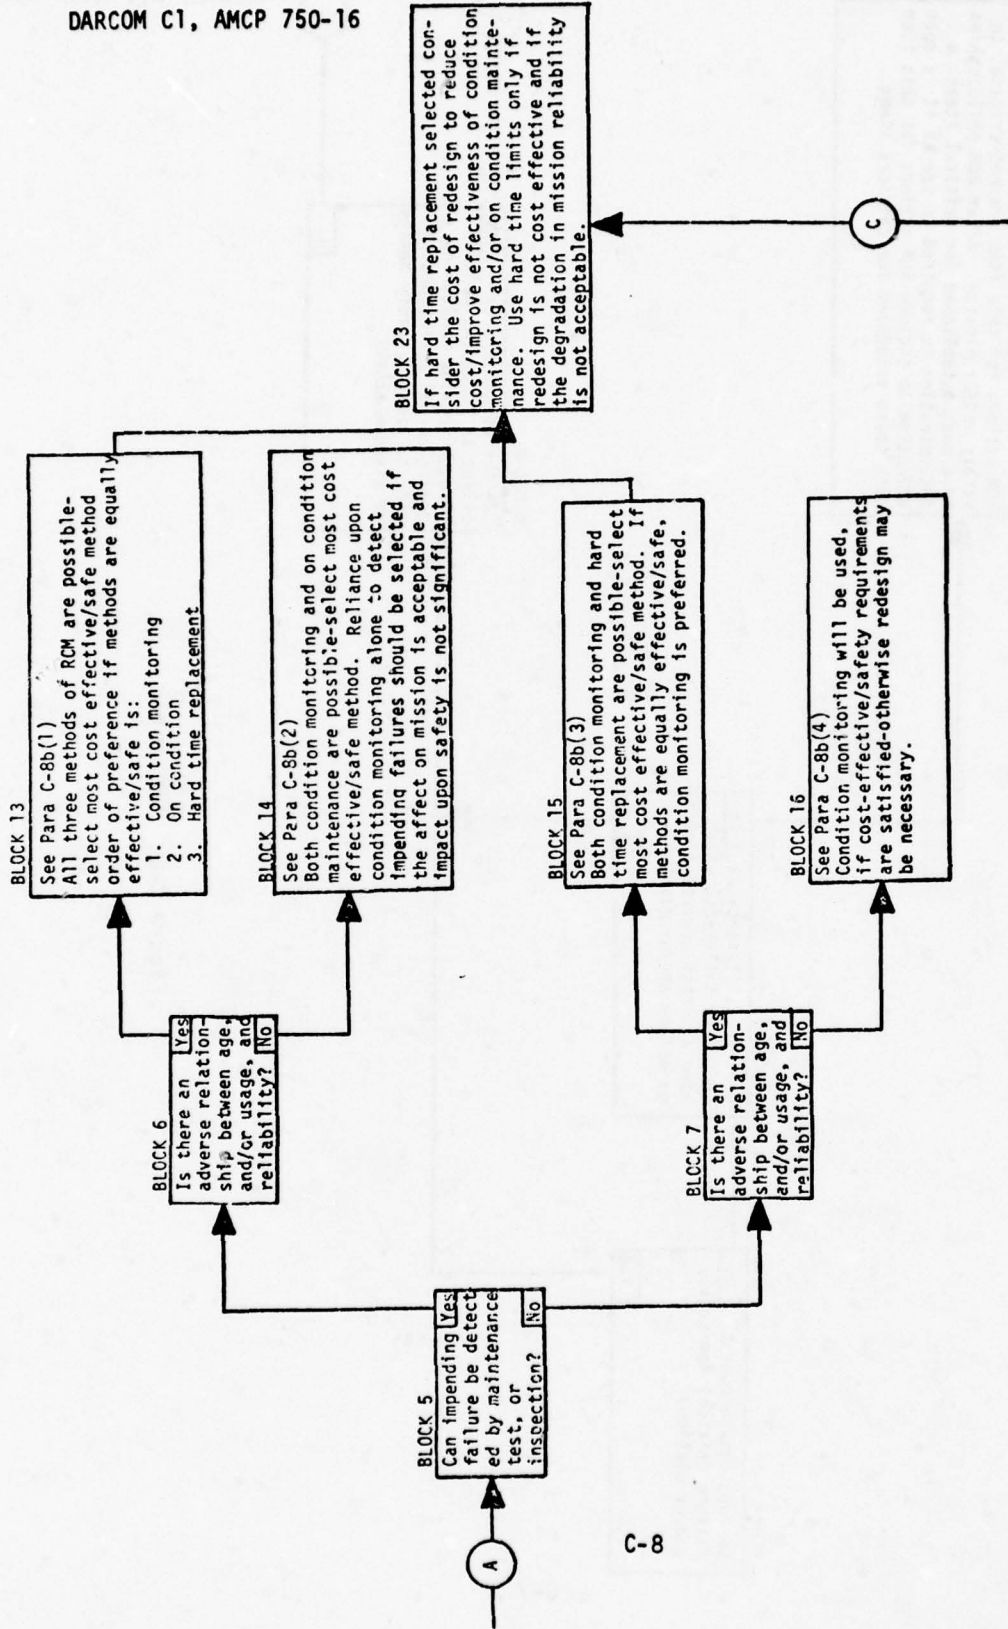 DARCOM C1, AMCP 750-16
A
BLOCK 5
Can impending Yes
failure be detect
ed by maintenance
test, or
inspection? No
BLOCK 6
Is there an Yes
adverse relation-
ship between age,
and/or usage, and
reliability? No
BLOCK 7
Is there an Yes
adverse relation-
ship between age,
and/or usage, and
reliability? No
BLOCK 13
See Para C-8b(1)
All three methods of RCM are possible-
select most cost effective/safe method
order of preference if methods are equally
effective/safe is:
1. Condition monitoring
2. On condition
3. Hard time replacement
BLOCK 14
See Para C-8b(2)
Both condition monitoring and on condition
maintenance are possible-select most cost
effective/safe method. Reliance upon
condition monitoring alone to detect
impending failures should be selected if
the affect on mission is acceptable and
impact upon safety is not significant.
BLOCK 15
See Para C-8b(3)
Both condition monitoring and hard
time replacement are possible-select
most cost effective/safe method. If
methods are equally effective/safe,
condition monitoring is preferred.
BLOCK 16
See Para C-8b(4)
Condition monitoring will be used,
if cost-effective/safety requirements
are satisfied-otherwise redesign may
be necessary.
BLOCK 23
If hard time replacement selected con-
sider the cost of redesign to reduce
cost/improve effectiveness of condition
monitoring and/or on condition mainte-
nance. Use hard time limits only if
redesign is not cost effective and if
the degradation in mission reliability
is not acceptable.
C
C-8